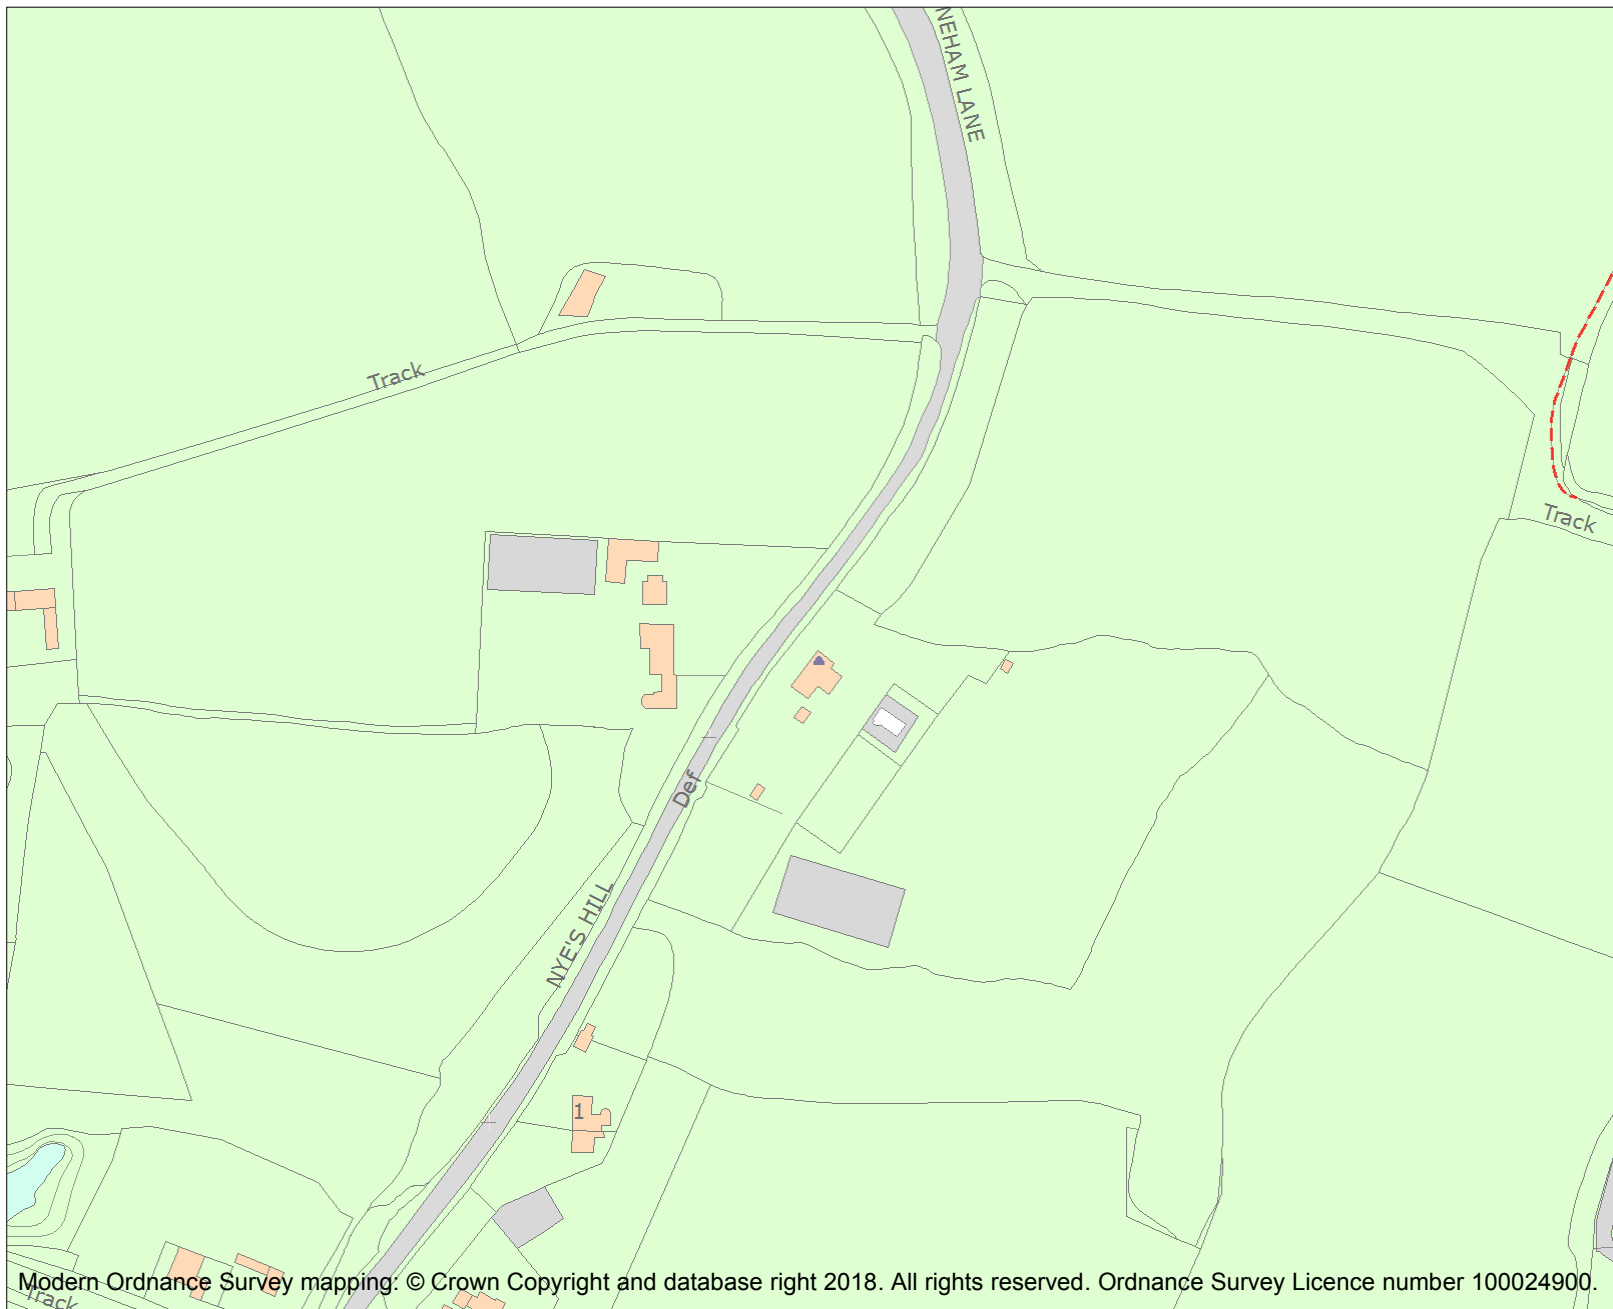 NEHAM LANE
Track
Track
Def
NYE'S HILL
1
Modern Ordnance Survey mapping: © Crown Copyright and database right 2018. All rights reserved. Ordnance Survey Licence number 100024900.
Track